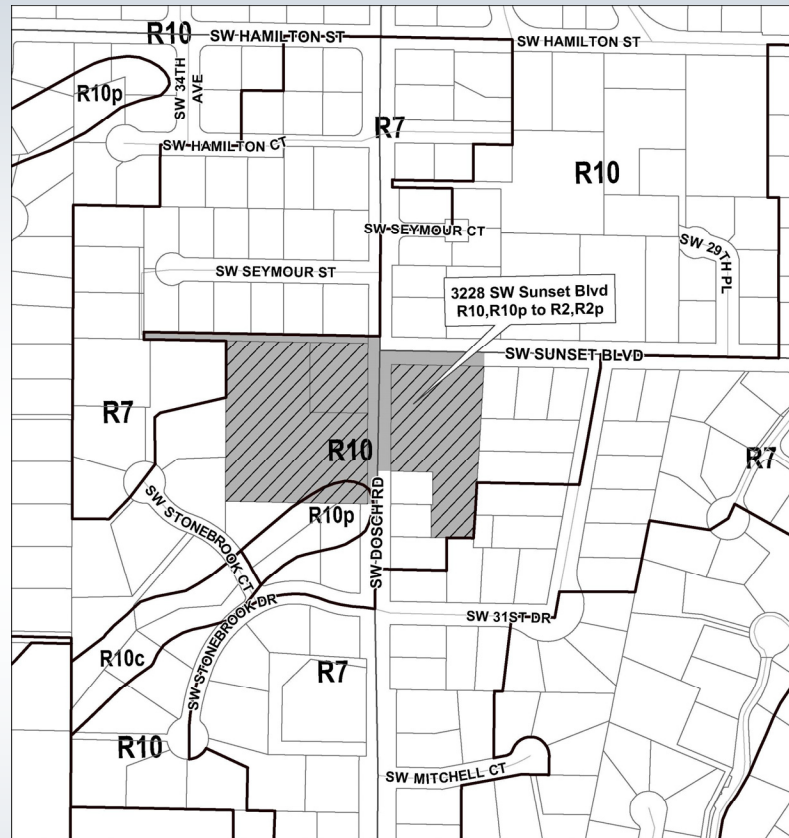 R10
SW HAMILTON ST
SW HAMILTON ST
R10p
SW 34TH
AVE
R7
SW HAMILTON CT
R10
SW SEYMOUR CT
SW 29TH PL
SW SEYMOUR ST
3228 SW Sunset Blvd
R10,R10p to R2,R2p
SW SUNSET BLVD
R7
R10
R7
SW STONEBROOK CT
R10p
SW DOSCH RD
SW STONEBROOK DR
SW 31ST DR
R10c
R7
R10
SW MITCHELL CT